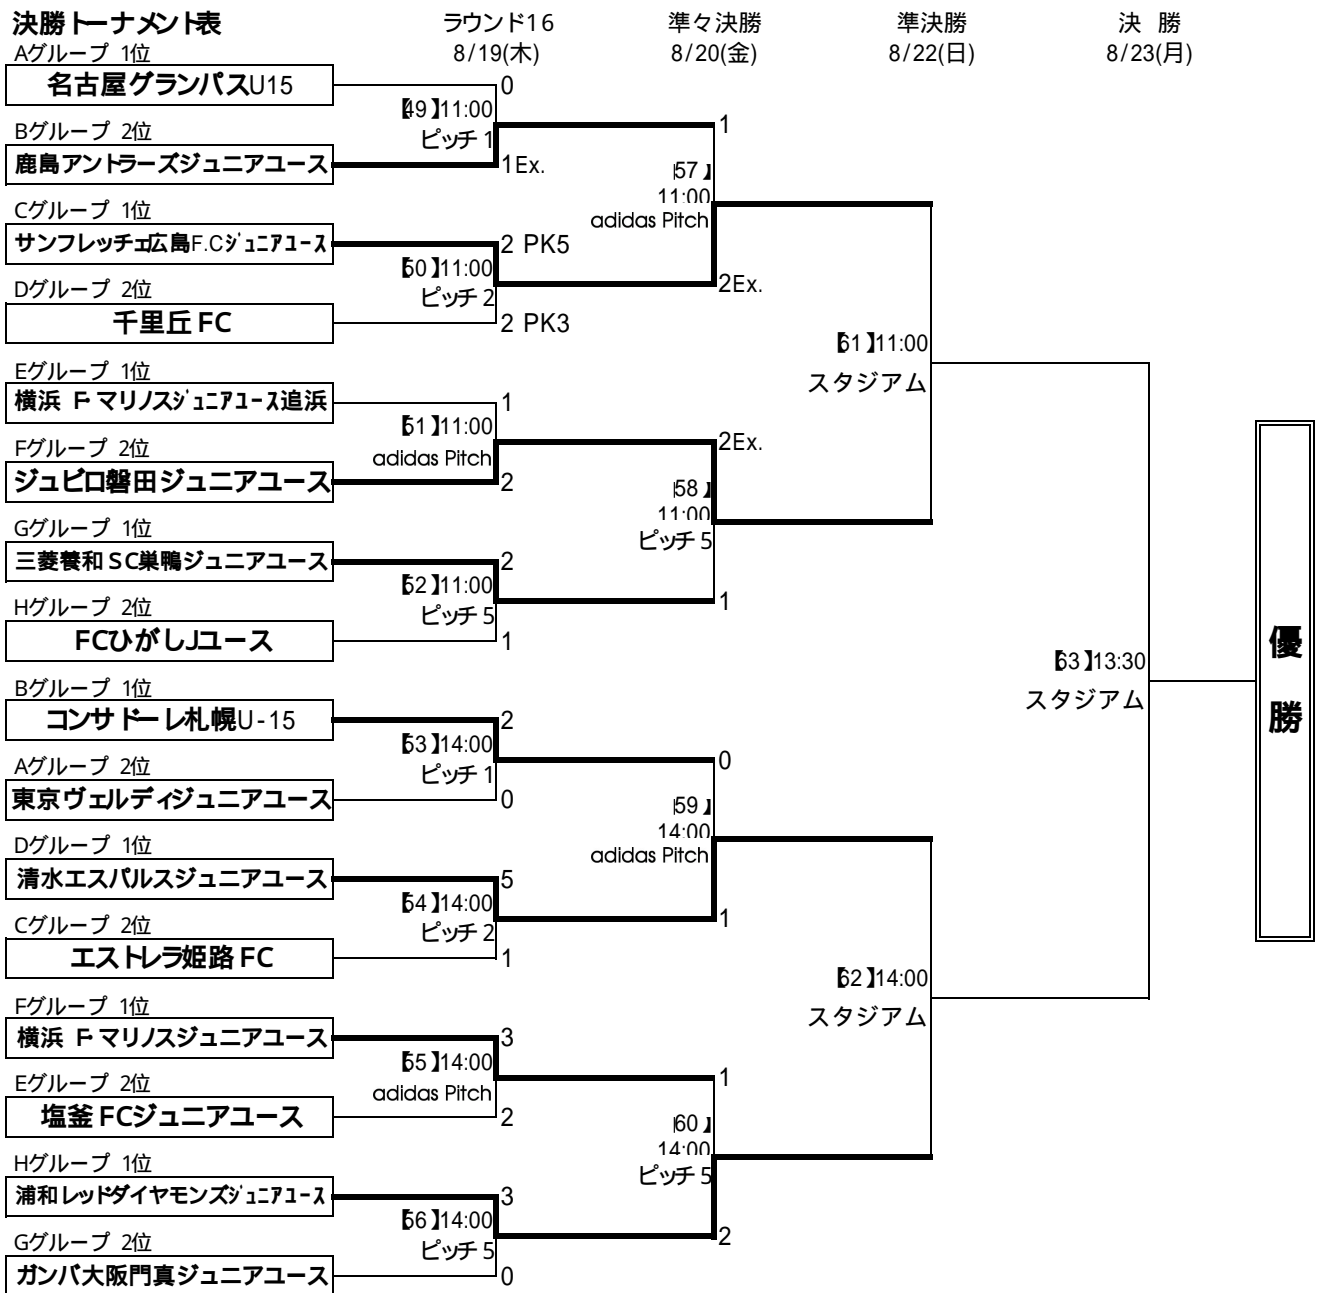 決勝トーナメント表
ラウンド16
準々決勝
準決勝
決 勝
8/19(木)
8/20(金)
8/22(日)
8/23(月)
Aグループ 1位
名古屋グランパスU15
0
【49】11:00
ピッチ1
1
Bグループ 2位
鹿島アントラーズジュニアユース
1Ex.
【57】
11:00
adidas Pitch
Cグループ 1位
サンフレッチェ広島F.Cジュニアユース
2 PK5
【50】11:00
ピッチ2
2Ex.
Dグループ 2位
千里丘FC
2 PK3
【61】11:00
スタジアム
Eグループ 1位
横浜F・マリノスジュニアユース追浜
1
【51】11:00
adidas Pitch
2Ex.
Fグループ 2位
ジュビロ磐田ジュニアユース
2
【58】
11:00
ピッチ5
Gグループ 1位
三菱養和SC巣鴨ジュニアユース
2
【52】11:00
ピッチ5
1
Hグループ 2位
FCひがしJユース
1
【63】13:30
スタジアム
優勝
Bグループ 1位
コンサドーレ札幌U-15
2
【53】14:00
ピッチ1
0
Aグループ 2位
東京ヴェルディジュニアユース
0
【59】
14:00
adidas Pitch
Dグループ 1位
清水エスパルスジュニアユース
5
【54】14:00
ピッチ2
1
Cグループ 2位
エストレラ姫路FC
1
【62】14:00
スタジアム
Fグループ 1位
横浜F・マリノスジュニアユース
3
【55】14:00
adidas Pitch
1
Eグループ 2位
塩釜FCジュニアユース
2
【60】
14:00
ピッチ5
Hグループ 1位
浦和レッドダイヤモンズジュニアユース
3
【56】14:00
ピッチ5
2
Gグループ 2位
ガンバ大阪門真ジュニアユース
0